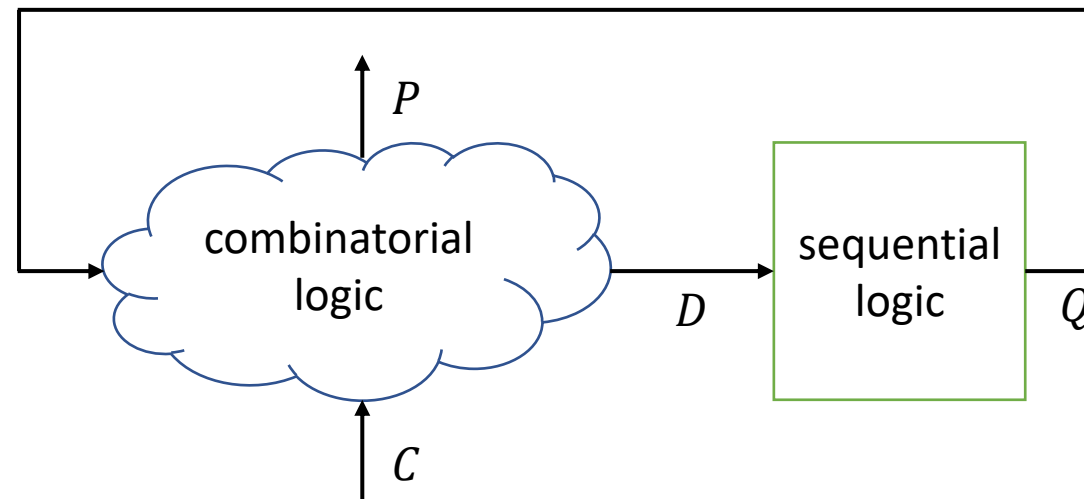 P
combinatorial
logic
sequential
logic
D
Q
C